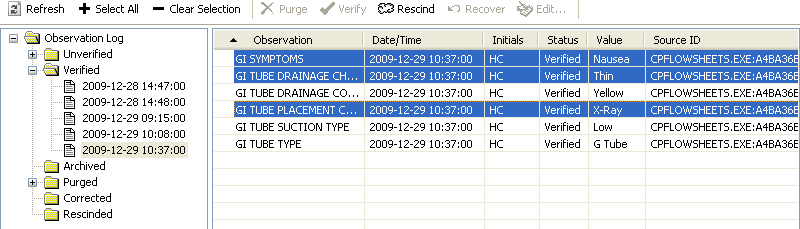 Refresh Select All Clear Selection Purge Verify Rescind Recover Edit...
Observation Log
Unverified
Verified
2009-12-28 14:47:00
2009-12-28 14:48:00
2009-12-29 09:15:00
2009-12-29 10:08:00
2009-12-29 10:37:00
Archived
Purged
Corrected
Rescinded
Observation Date/Time Initials Status Value Source ID
GI SYMPTOMS 2009-12-29 10:37:00 HC Verified Nausea CPFLOWSHEETS.EXE:A4BA36E
GI TUBE DRAINAGE CH... 2009-12-29 10:37:00 HC Verified Thin CPFLOWSHEETS.EXE:A4BA36E
GI TUBE DRAINAGE CO... 2009-12-29 10:37:00 HC Verified Yellow CPFLOWSHEETS.EXE:A4BA36E
GI TUBE PLACEMENT C... 2009-12-29 10:37:00 HC Verified X-Ray CPFLOWSHEETS.EXE:A4BA36E
GI TUBE SUCTION TYPE 2009-12-29 10:37:00 HC Verified Low CPFLOWSHEETS.EXE:A4BA36E
GI TUBE TYPE 2009-12-29 10:37:00 HC Verified G Tube CPFLOWSHEETS.EXE:A4BA36E